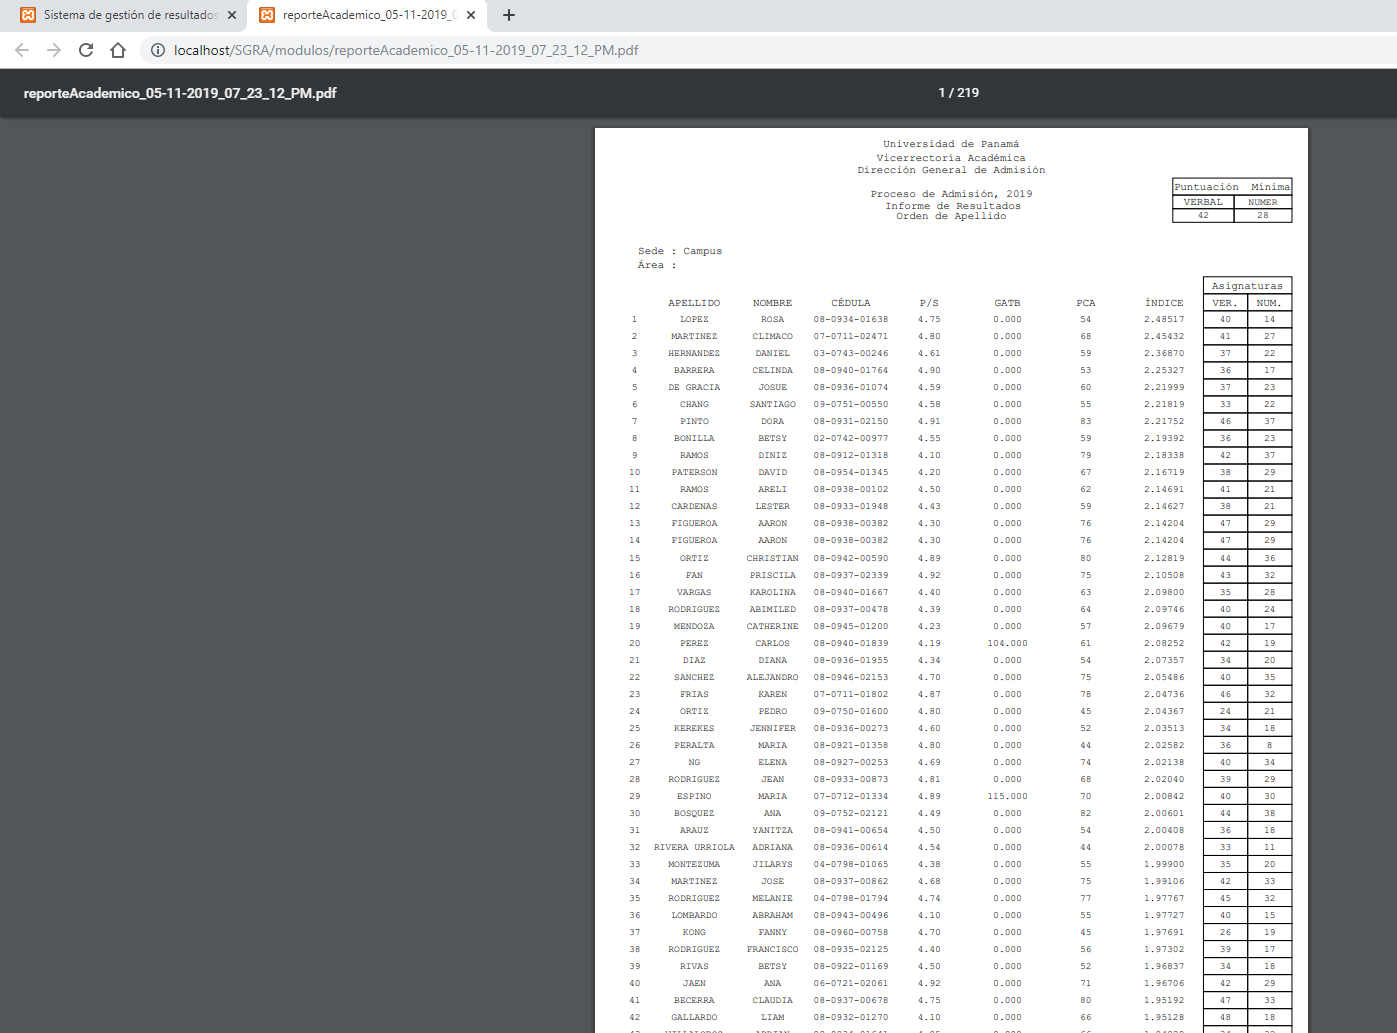 Sistema de gestión de resultados
reporteAcademico_05-11-2019_0
localhost/SGRA/modulos/reporteAcademico_05-11-2019_07_23_12_PM.pdf
reporteAcademico_05-11-2019_07_23_12_PM.pdf 1 / 219
Universidad de Panamá
Vicerrectoría Académica
Dirección General de Admisión
Puntuación Mínima
Proceso de Admisión, 2019
VERBAL NUMER
Informe de Resultados
42 28
Orden de Apellido
Sede : Campus
Área :
Asignaturas
APELLIDO NOMBRE CÉDULA P/S GATB PCA ÍNDICE VER. NUM.
1 LOPEZ ROSA 08-0934-01638 4.75 0.000 54 2.48517 40 14
2 MARTINEZ CLIMACO 07-0711-02471 4.80 0.000 68 2.45432 41 27
3 HERNANDEZ DANIEL 03-0743-00246 4.61 0.000 59 2.36870 37 22
4 BARRERA CELINDA 08-0940-01764 4.90 0.000 53 2.25327 36 17
5 DE GRACIA JOSUE 08-0936-01074 4.59 0.000 60 2.21999 37 23
6 CHANG SANTIAGO 09-0751-00550 4.58 0.000 55 2.21819 33 22
7 PINTO DORA 08-0931-02150 4.91 0.000 83 2.21752 46 37
8 BONILLA BETSY 02-0742-00977 4.55 0.000 59 2.19392 36 23
9 RAMOS DINIZ 08-0912-01318 4.10 0.000 79 2.18338 42 37
10 PATERSON DAVID 08-0954-01345 4.20 0.000 67 2.16719 38 29
11 RAMOS ARELI 08-0938-00102 4.50 0.000 62 2.14691 41 21
12 CARDENAS LESTER 08-0933-01948 4.43 0.000 59 2.14627 38 21
13 FIGUEROA AARON 08-0938-00382 4.30 0.000 76 2.14204 47 29
14 FIGUEROA AARON 08-0938-00382 4.30 0.000 76 2.14204 47 29
15 ORTIZ CHRISTIAN 08-0942-00590 4.89 0.000 80 2.12819 44 36
16 FAN PRISCILA 08-0937-02339 4.92 0.000 75 2.10508 43 32
17 VARGAS KAROLINA 08-0940-01667 4.40 0.000 63 2.09800 35 28
18 RODRIGUEZ ABIMILED 08-0937-00478 4.39 0.000 64 2.09746 40 24
19 MENDOZA CATHERINE 08-0945-01200 4.23 0.000 57 2.09679 40 17
20 PEREZ CARLOS 08-0940-01839 4.19 104.000 61 2.08252 42 19
21 DIAZ DIANA 08-0936-01955 4.34 0.000 54 2.07357 34 20
22 SANCHEZ ALEJANDRO 08-0946-02153 4.70 0.000 75 2.05486 40 35
23 FRIAS KAREN 07-0711-01802 4.87 0.000 78 2.04736 46 32
24 ORTIZ PEDRO 09-0750-01600 4.80 0.000 45 2.04367 24 21
25 KEREKES JENNIFER 08-0936-00273 4.60 0.000 52 2.03513 34 18
26 PERALTA MARIA 08-0921-01358 4.80 0.000 44 2.02582 36 8
27 NG ELENA 08-0927-00253 4.69 0.000 74 2.02138 40 34
28 RODRIGUEZ JEAN 08-0933-00873 4.81 0.000 68 2.02040 39 29
29 ESPINO MARIA 07-0712-01334 4.89 115.000 70 2.00842 40 30
30 BOSQUEZ ANA 09-0752-02121 4.49 0.000 82 2.00601 44 38
31 ARAUZ YANITZA 08-0941-00654 4.50 0.000 54 2.00408 36 18
32 RIVERA URRIOLA ADRIANA 08-0936-00614 4.54 0.000 44 2.00078 33 11
33 MONTEZUMA JILARYS 04-0798-01065 4.38 0.000 55 1.99900 35 20
34 MARTINEZ JOSE 08-0937-00862 4.68 0.000 75 1.99106 42 33
35 RODRIGUEZ MELANIE 04-0798-01794 4.74 0.000 77 1.97767 45 32
36 LOMBARDO ABRAHAM 08-0943-00496 4.10 0.000 55 1.97727 40 15
37 KONG FANNY 08-0960-00758 4.70 0.000 45 1.97691 26 19
38 RODRIGUEZ FRANCISCO 08-0935-02125 4.40 0.000 56 1.97302 39 17
39 RIVAS BETSY 08-0922-01169 4.50 0.000 52 1.96837 34 18
40 JAEN ANA 06-0721-02061 4.92 0.000 71 1.96706 42 29
41 BECERRA CLAUDIA 08-0937-00678 4.75 0.000 80 1.95192 47 33
42 GALLARDO LIAM 08-0932-01270 4.10 0.000 66 1.95128 48 18